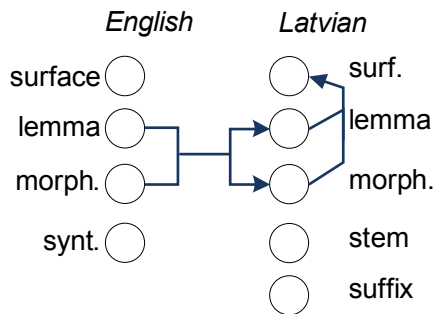 English Latvian
surface surf.
lemma lemma
morph. morph.
synt. stem
suffix